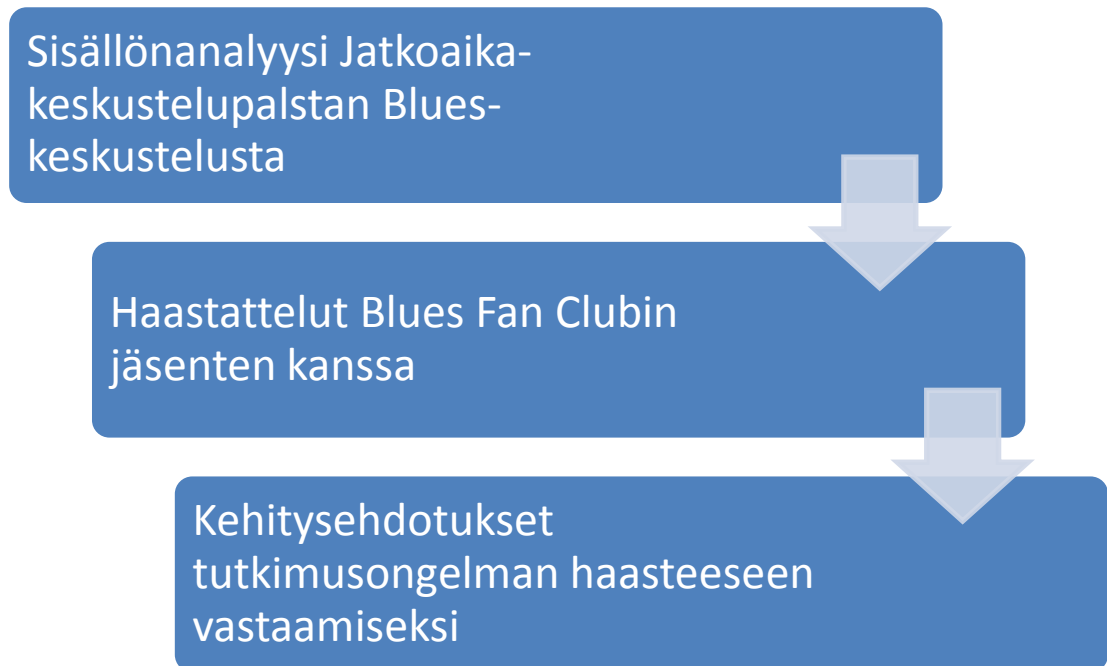 Sisällönanalyysi Jatkoaika-
keskustelupalstan Blues-
keskustelusta
Haastattelut Blues Fan Clubin
jäsenten kanssa
Kehitysehdotukset
tutkimusongelman haasteeseen
vastaamiseksi